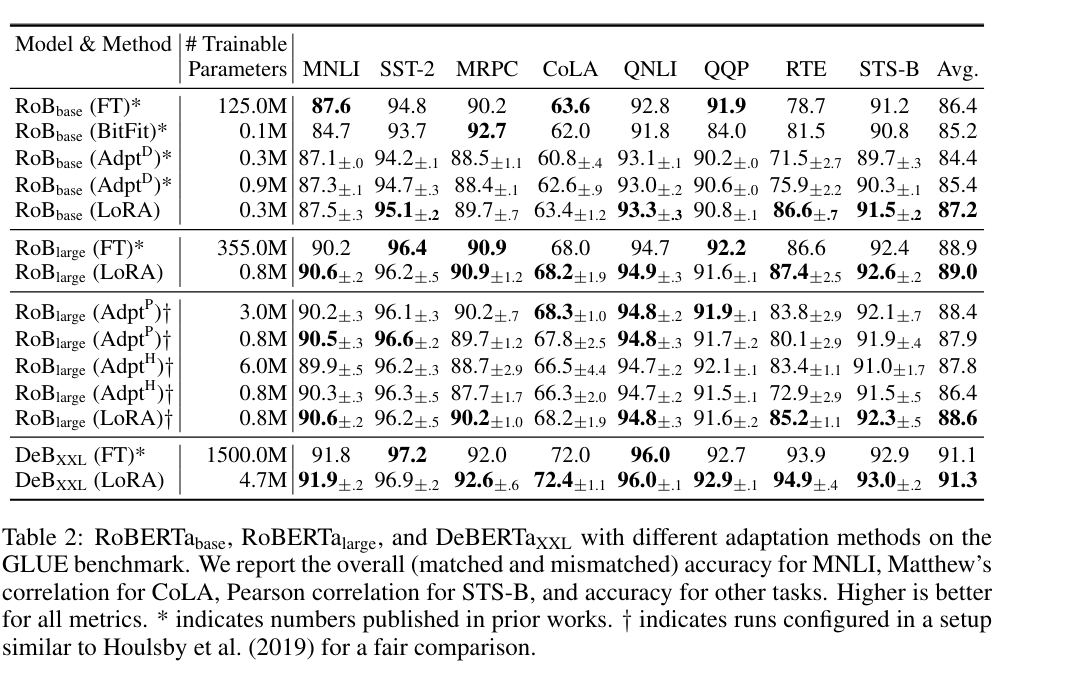 Model & Method # Trainable
Parameters MNLI SST-2 MRPC CoLA QNLI QQP RTE STS-B Avg.
RoBbase (FT)* 125.0M 87.6 94.8 90.2 63.6 92.8 91.9 78.7 91.2 86.4
RoBbase (BitFit)* 0.1M 84.7 93.7 92.7 62.0 91.8 84.0 81.5 90.8 85.2
RoBbase (AdptD)* 0.3M 87.1±.0 94.2±.1 88.5±1.1 60.8±.4 93.1±.1 90.2±.0 71.5±2.7 89.7±.3 84.4
RoBbase (AdptD)* 0.9M 87.3±.1 94.7±.3 88.4±.1 62.6±.9 93.0±.2 90.6±.0 75.9±2.2 90.3±.1 85.4
RoBbase (LoRA) 0.3M 87.5±.3 95.1±.2 89.7±.7 63.4±1.2 93.3±.3 90.8±.1 86.6±.7 91.5±.2 87.2
RoBlarge (FT)* 355.0M 90.2 96.4 90.9 68.0 94.7 92.2 86.6 92.4 88.9
RoBlarge (LoRA) 0.8M 90.6±.2 96.2±.5 90.9±1.2 68.2±1.9 94.9±.3 91.6±.1 87.4±2.5 92.6±.2 89.0
RoBlarge (AdptP)† 3.0M 90.2±.3 96.1±.3 90.2±.7 68.3±1.0 94.8±.2 91.9±.1 83.8±2.9 92.1±.7 88.4
RoBlarge (AdptP)† 0.8M 90.5±.3 96.6±.2 89.7±1.2 67.8±2.5 94.8±.3 91.7±.2 80.1±2.9 91.9±.4 87.9
RoBlarge (AdptH)† 6.0M 89.9±.5 96.2±.3 88.7±2.9 66.5±4.4 94.7±.2 92.1±.1 83.4±1.1 91.0±1.7 87.8
RoBlarge (AdptH)† 0.8M 90.3±.3 96.3±.5 87.7±1.7 66.3±2.0 94.7±.2 91.5±.1 72.9±2.9 91.5±.5 86.4
RoBlarge (LoRA)† 0.8M 90.6±.2 96.2±.5 90.2±1.0 68.2±1.9 94.8±.3 91.6±.2 85.2±1.1 92.3±.5 88.6
DeBXXL (FT)* 1500.0M 91.8 97.2 92.0 72.0 96.0 92.7 93.9 92.9 91.1
DeBXXL (LoRA) 4.7M 91.9±.2 96.9±.2 92.6±.6 72.4±1.1 96.0±.1 92.9±.1 94.9±.4 93.0±.2 91.3
Table 2: RoBERTabase, RoBERTalarge, and DeBERTaXXL with different adaptation methods on the
GLUE benchmark. We report the overall (matched and mismatched) accuracy for MNLI, Matthew's
correlation for CoLA, Pearson correlation for STS-B, and accuracy for other tasks. Higher is better
for all metrics. * indicates numbers published in prior works. † indicates runs configured in a setup
similar to Houlsby et al. (2019) for a fair comparison.